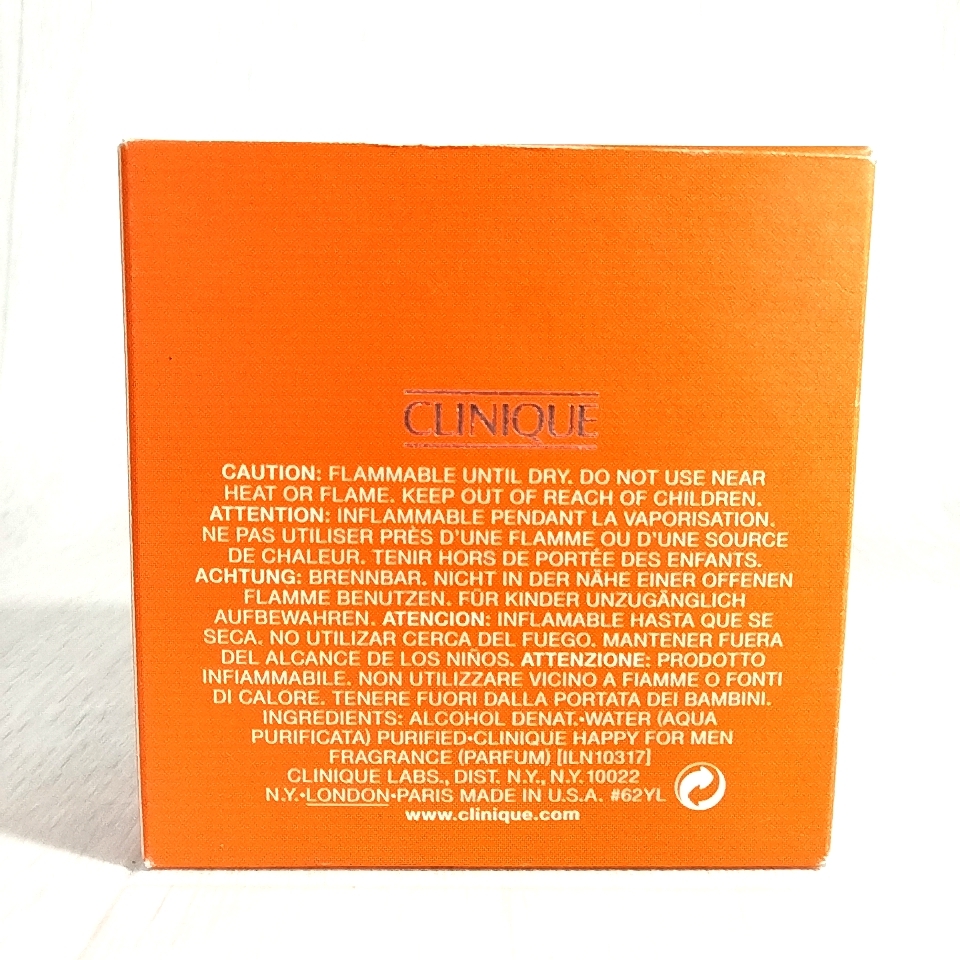 CLINIQUE
CAUTION: FLAMMABLE UNTIL DRY. DO NOT USE NEAR
HEAT OR FLAME. KEEP OUT OF REACH OF CHILDREN.
ATTENTION: INFLAMMABLE PENDANT LA VAPORISATION.
NE PAS UTILISER PRÈS D'UNE FLAMME OU D'UNE SOURCE
DE CHALEUR. TENIR HORS DE PORTÉE DES ENFANTS.
ACHTUNG: BRENNBAR. NICHT IN DER NÄHE EINER OFFENEN
FLAMME BENUTZEN. FÜR KINDER UNZUGÄNGLICH
AUFBEWAHREN. ATENCION: INFLAMABLE HASTA QUE SE
SECA. NO UTILIZAR CERCA DEL FUEGO. MANTENER FUERA
DEL ALCANCE DE LOS NIÑOS. ATTENZIONE: PRODOTTO
INFIAMMABILE. NON UTILIZZARE VICINO A FIAMME O FONTI
DI CALORE. TENERE FUORI DALLA PORTATA DEI BAMBINI.
INGREDIENTS: ALCOHOL DENAT.•WATER (AQUA
PURIFICATA) PURIFIED•CLINIQUE HAPPY FOR MEN
FRAGRANCE (PARFUM) [ILN10317]
CLINIQUE LABS., DIST. N.Y., N.Y. 10022
N.Y.•LONDON•PARIS MADE IN U.S.A. #62YL
www.clinique.com